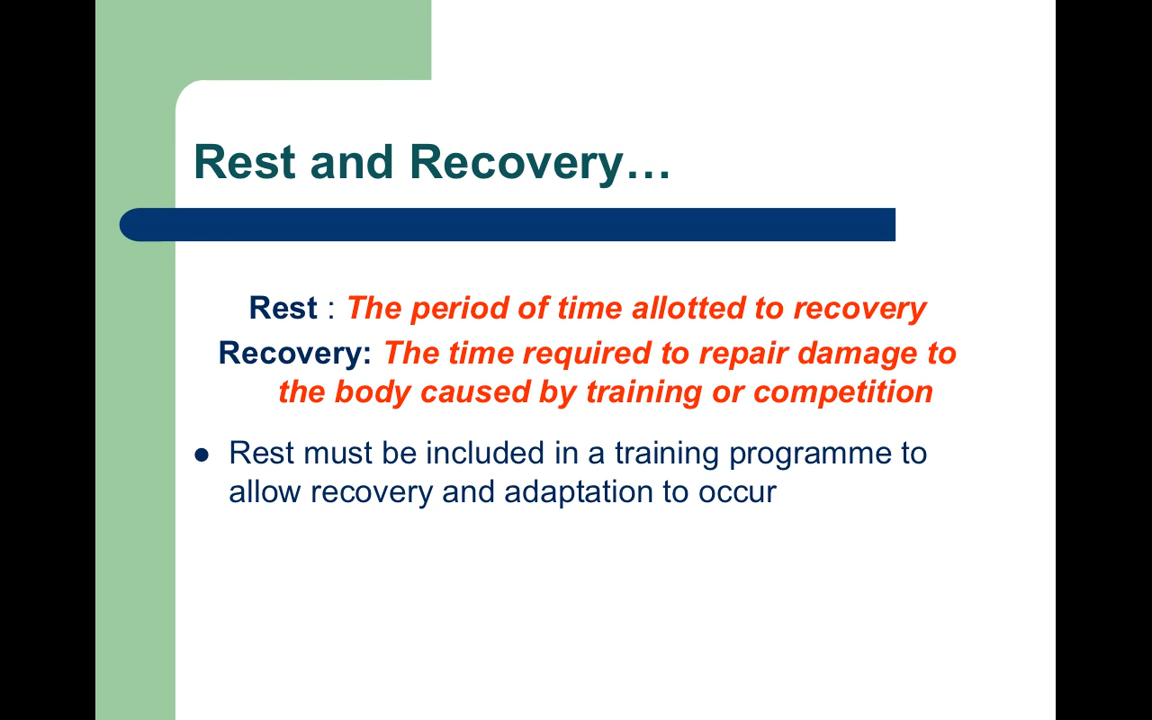 Rest and Recovery…
Rest : The period of time allotted to recovery
Recovery: The time required to repair damage to
the body caused by training or competition
● Rest must be included in a training programme to
allow recovery and adaptation to occur